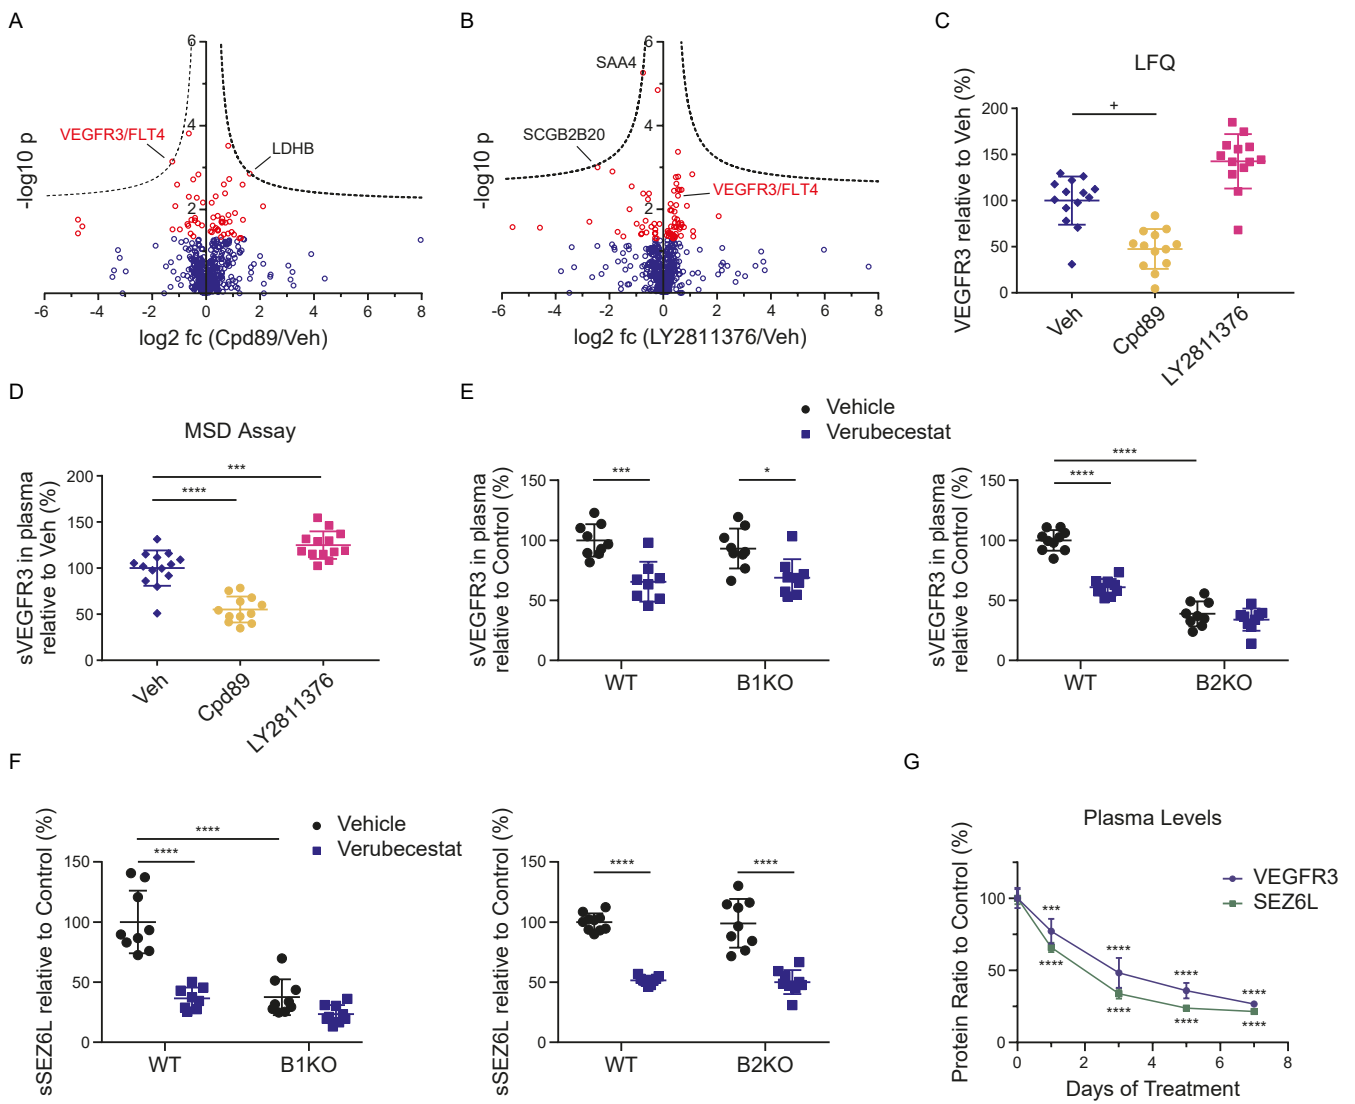 A
B
C
6
4
2
-log10 p
VEGFR3/FLT4
LDHB
-6
-4
-2
0
2
4
6
8
log2 fc (Cpd89/Veh)
6
4
2
-log10 p
SAA4
SCGB2B20
VEGFR3/FLT4
-6
-4
-2
0
2
4
6
8
log2 fc (LY2811376/Veh)
LFQ
VEGFR3 relative to Veh (%)
200
150
100
50
0
+
Veh
Cpd89
LY2811376
D
E
MSD Assay
sVEGFR3 in plasma
relative to Veh (%)
200
150
100
50
0
***
****
Veh
Cpd89
LY2811376
Vehicle
Verubecestat
sVEGFR3 in plasma
relative to Control (%)
150
100
50
0
***
*
WT
B1KO
sVEGFR3 in plasma
relative to Control (%)
150
100
50
0
****
****
WT
B2KO
F
G
Vehicle
Verubecestat
sSEZ6L relative to Control (%)
150
100
50
0
****
****
WT
B1KO
sSEZ6L relative to Control (%)
150
100
50
0
****
****
WT
B2KO
Plasma Levels
VEGFR3
SEZ6L
Protein Ratio to Control (%)
100
50
0
***
****
****
****
****
****
****
****
0
2
4
6
8
Days of Treatment